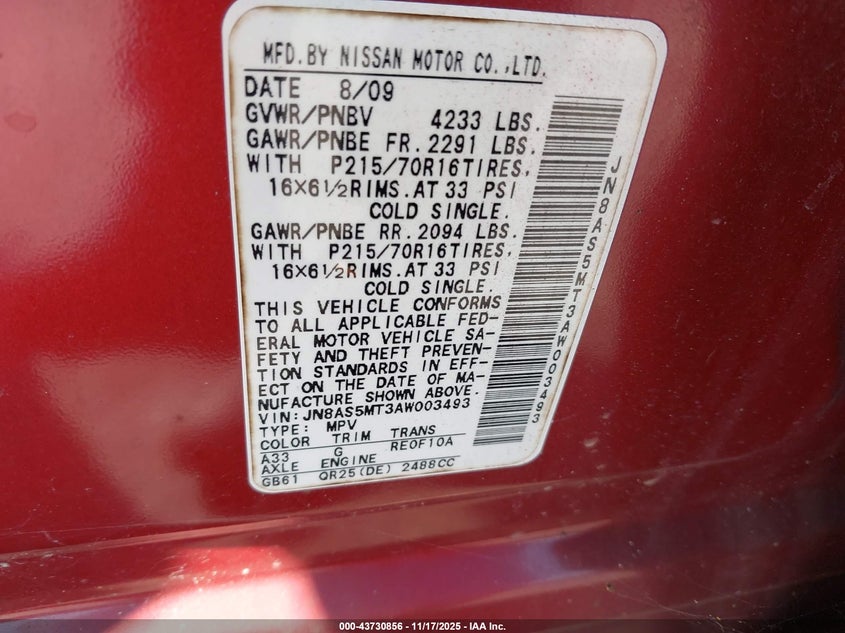 MFD.BY NISSAN MOTOR CO.,LTD.
DATE 8/09
GVWR/PNBV 4233 LBS.
GAWR/PNBE FR.2291 LBS.
WITH P215/70R16TIRES,
16×6½RIMS.AT 33 PSI
COLD SINGLE.
GAWR/PNBE RR.2094 LBS.
WITH P215/70R16TIRES,
16×6½RIMS.AT 33 PSI
COLD SINGLE.
THIS VEHICLE CONFORMS
TO ALL APPLICABLE FED-
ERAL MOTOR VEHICLE SA-
FETY AND THEFT PREVEN-
TION STANDARDS IN EFF-
ECT ON THE DATE OF MA-
NUFACTURE SHOWN ABOVE.
VIN:JN8AS5MT3AW003493
TYPE: MPV
COLOR TRIM TRANS
A33 G RE0F10A
AXLE ENGINE
GB61 QR25(DE) 2488CC
JN8AS5MT3AW003493
000-43730856 - 11/17/2025 - IAA Inc.